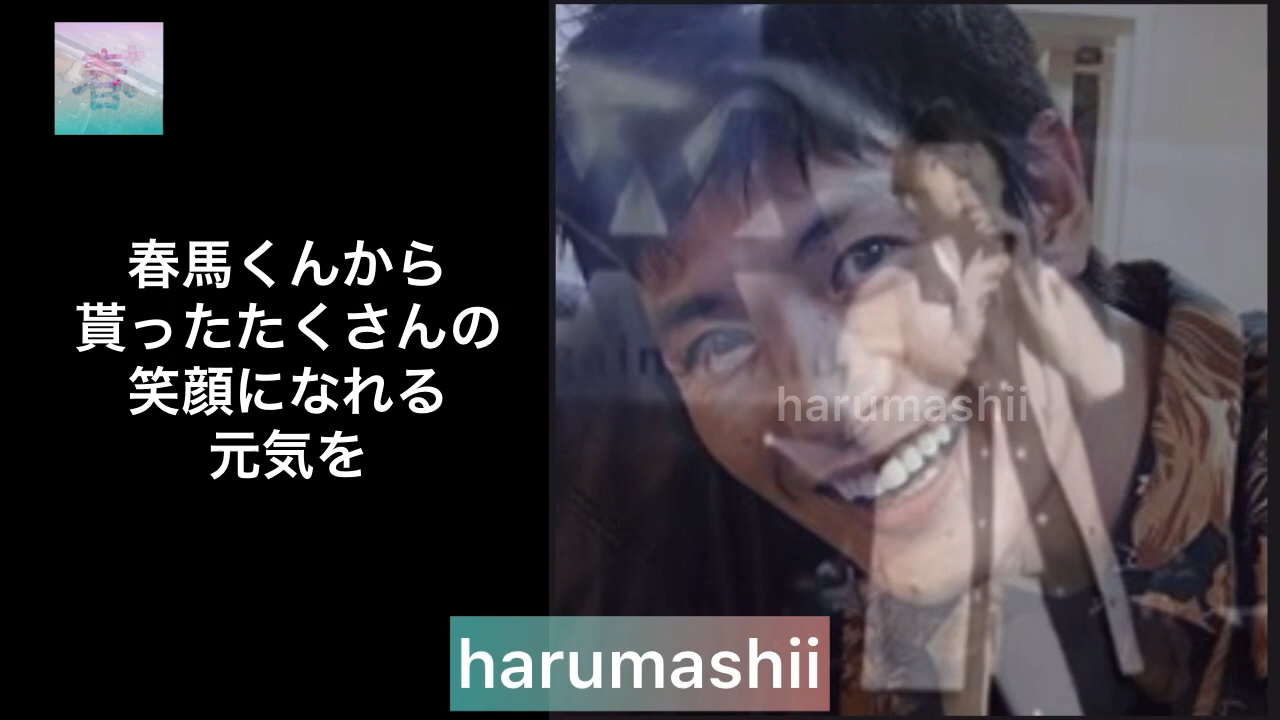 春
春馬くんから
貰ったたくさんの
笑顔になれる
元気を
harumashii
harumashii